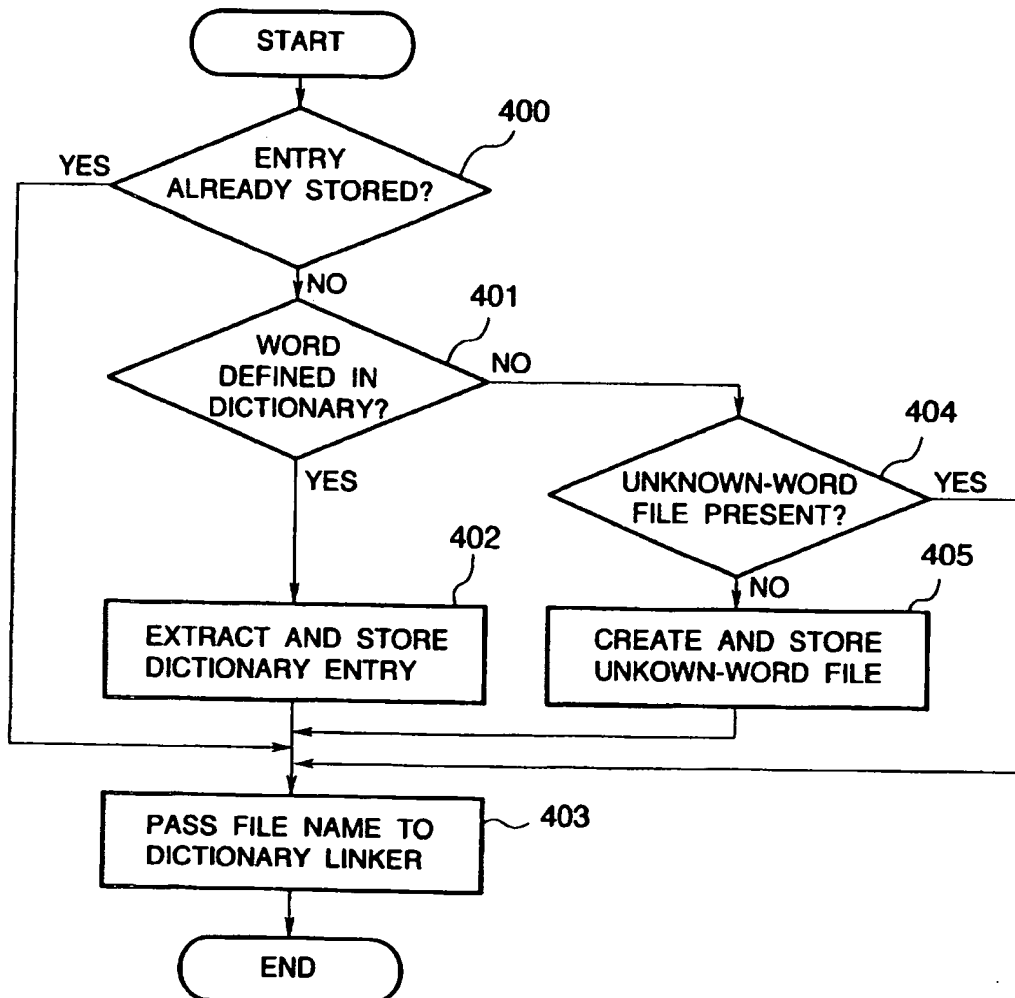 START
400
YES
ENTRY
ALREADY STORED?
NO
401
WORD
DEFINED IN
DICTIONARY?
NO
YES
404
UNKNOWN-WORD
FILE PRESENT?
YES
NO
402
EXTRACT AND STORE
DICTIONARY ENTRY
405
CREATE AND STORE
UNKOWN-WORD FILE
PASS FILE NAME TO
DICTIONARY LINKER
403
END